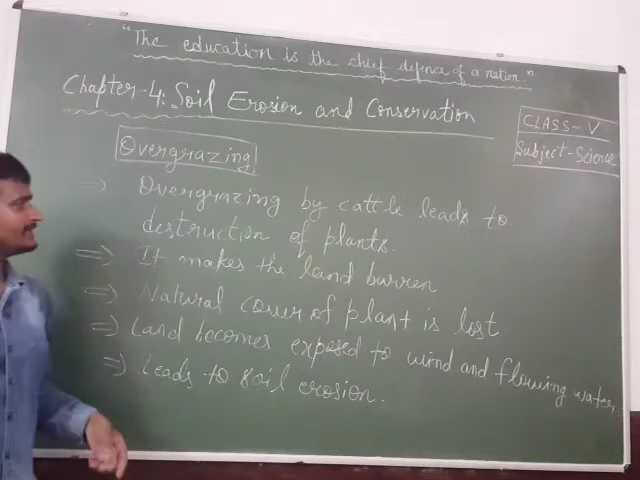 "The education is the chief defence of a nation."
Chapter-4: Soil Erosion and Conservation
CLASS-V
Subject-Science
Overgrazing
⇒ Overgrazing by cattle leads to
destruction of plants.
⇒ It makes the land barren
⇒ Natural cover of plant is lost
⇒ Land becomes exposed to wind and flowing water,
⇒ Leads to soil erosion.